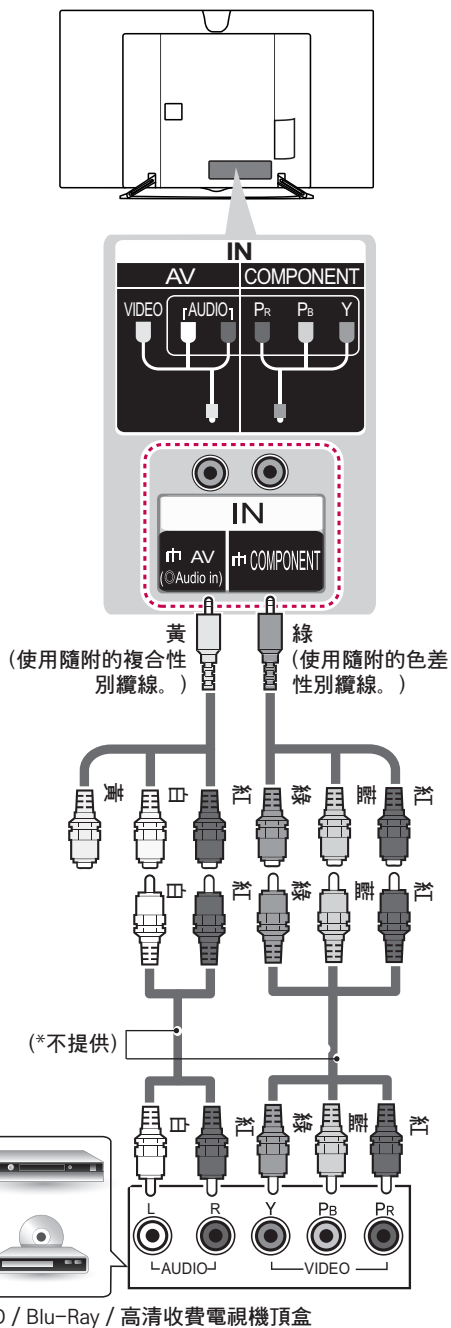 IN
AV COMPONENT
VIDEO AUDIO PR PB Y
IN
AV COMPONENT
(◎Audio in)
黃
(使用隨附的複合性
別纜線。)
綠
(使用隨附的色差
性別纜線。)
黃 白 紅 綠 藍 紅
白 紅 綠 藍 紅
(*不提供)
白 紅 綠 藍 紅
L R Y PB PR
AUDIO VIDEO
/ Blu-Ray / 高清收費電視機頂盒